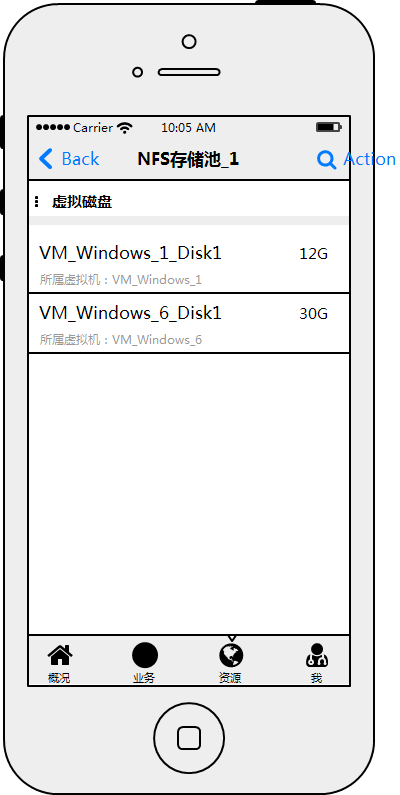 Carrier 10:05 AM
Back NFS存储池_1 Action
虚拟磁盘
VM_Windows_1_Disk1 12G
所属虚拟机：VM_Windows_1
VM_Windows_6_Disk1 30G
所属虚拟机：VM_Windows_6
概况 业务 资源 我